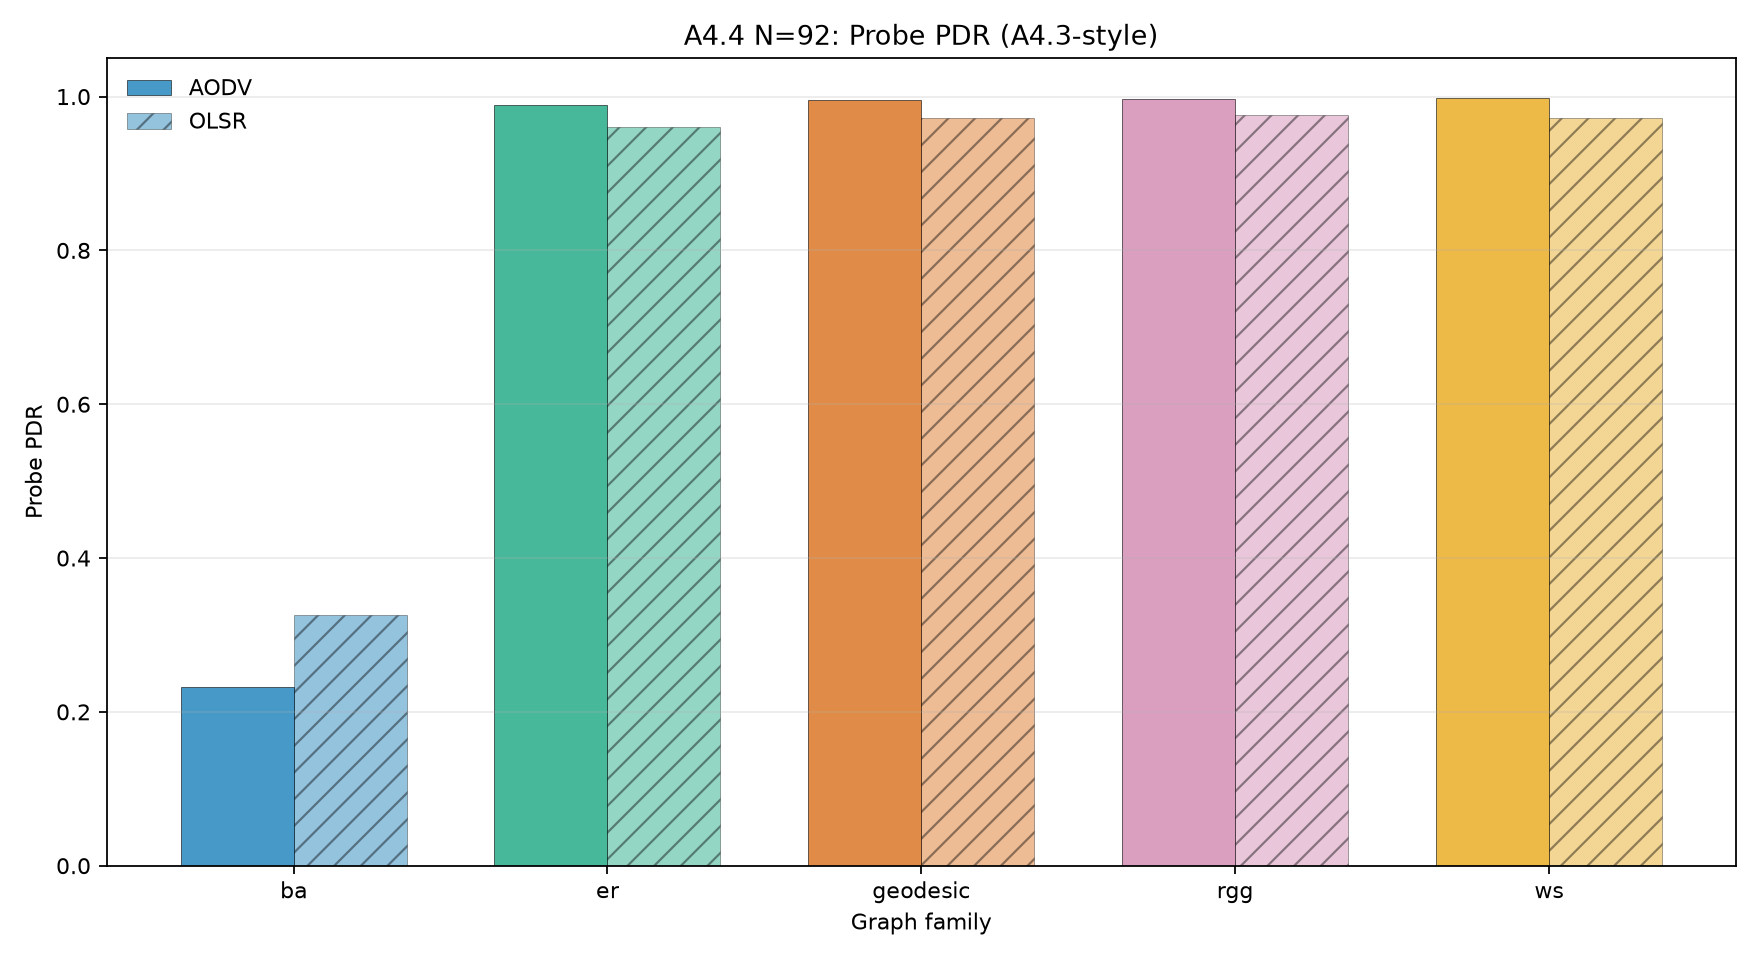 A4.4 N=92: Probe PDR (A4.3-style)
AODV
OLSR
Probe PDR
1.0
0.8
0.6
0.4
0.2
0.0
ba
er
geodesic
rgg
ws
Graph family